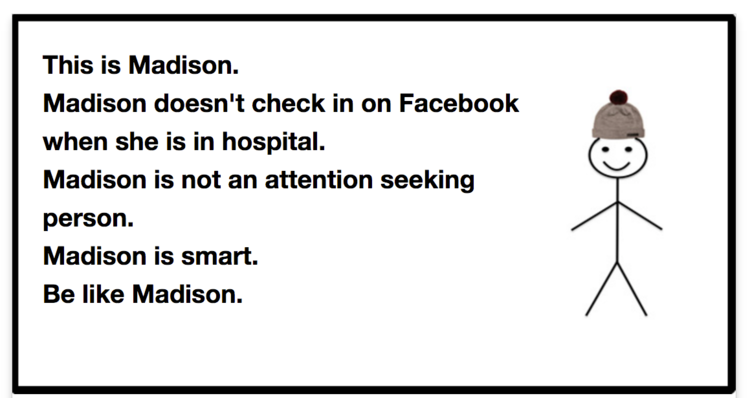 This is Madison.
Madison doesn't check in on Facebook
when she is in hospital.
Madison is not an attention seeking
person.
Madison is smart.
Be like Madison.